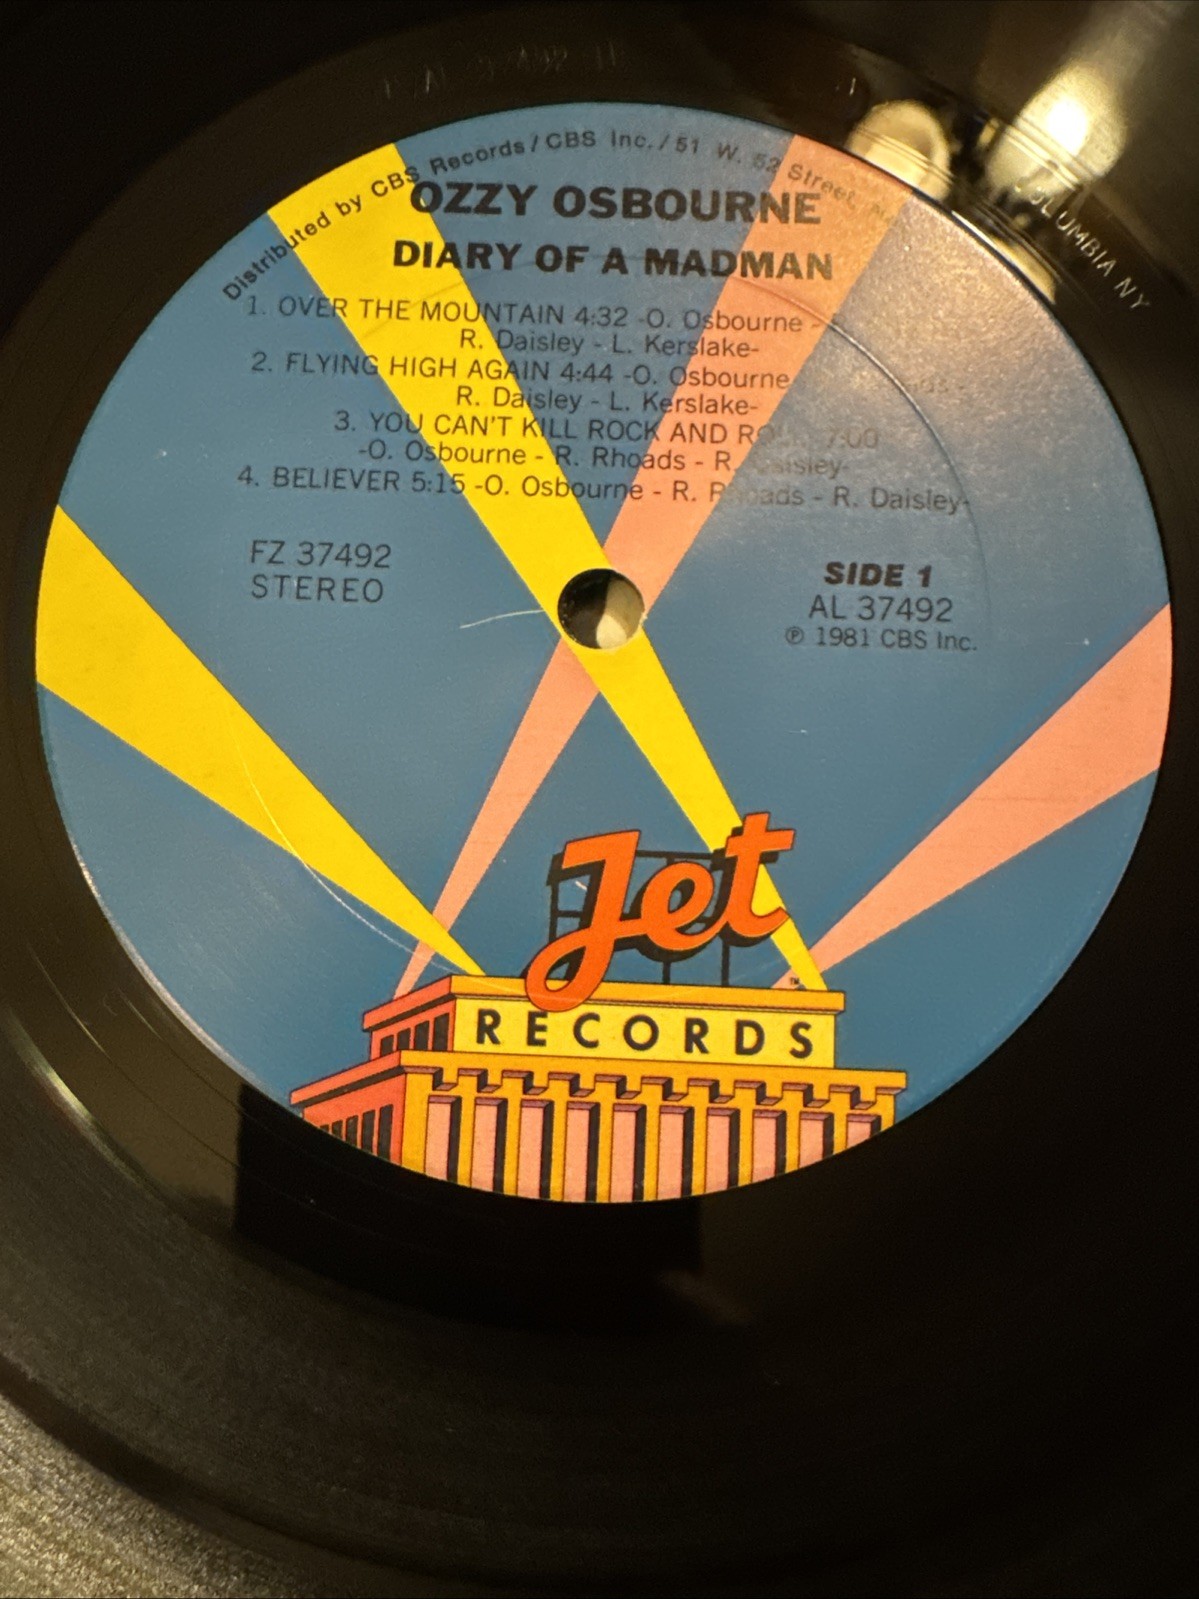 Distributed by CBS Records / CBS Inc. / 51 W. 52 Street,
OZZY OSBOURNE
DIARY OF A MADMAN
1. OVER THE MOUNTAIN 4:32 -O. Osbourne -
R. Daisley - L. Kerslake-
2. FLYING HIGH AGAIN 4:44 -O. Osbourne
R. Daisley - L. Kerslake-
3. YOU CAN'T KILL ROCK AND ROLL 7:00
-O. Osbourne - R. Rhoads - R. Daisley-
4. BELIEVER 5:15 -O. Osbourne - R. Rhoads - R. Daisley-
FZ 37492
STEREO
SIDE 1
AL 37492
℗ 1981 CBS Inc.
Jet
TM
RECORDS
COLUMBIA NY